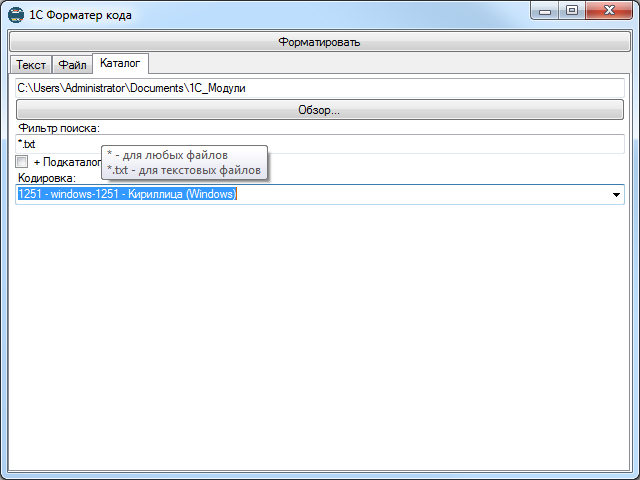 1С Форматер кода
Форматировать
Текст Файл Каталог
C:\Users\Administrator\Documents\1С_Модули
Обзор...
Фильтр поиска:
*.txt
* - для любых файлов
+ Подкаталог
*.txt - для текстовых файлов
Кодировка:
1251 - windows-1251 - Кириллица (Windows)